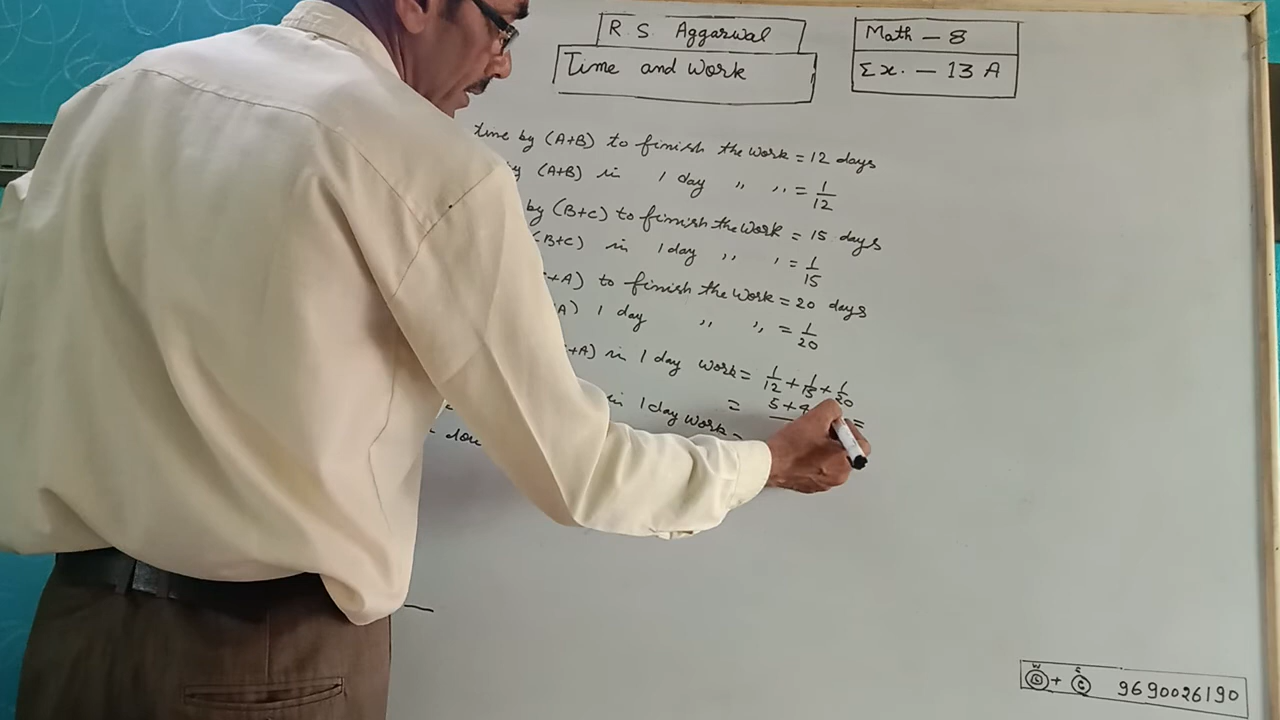 R S Aggarwal
Time and Work
Math - 8
Ex. - 13 A
time by (A+B) to finish the work = 12 days
(A+B) in 1 day " " = 1/12
by (B+C) to finish the work = 15 days
(B+C) in 1 day " " = 1/15
+A) to finish the work = 20 days
A) 1 day " " = 1/20
+A) in 1 day work = 1/12 + 1/15 + 1/20
= 5+4 =
in 1 day work =
W S
G + C 9690026190